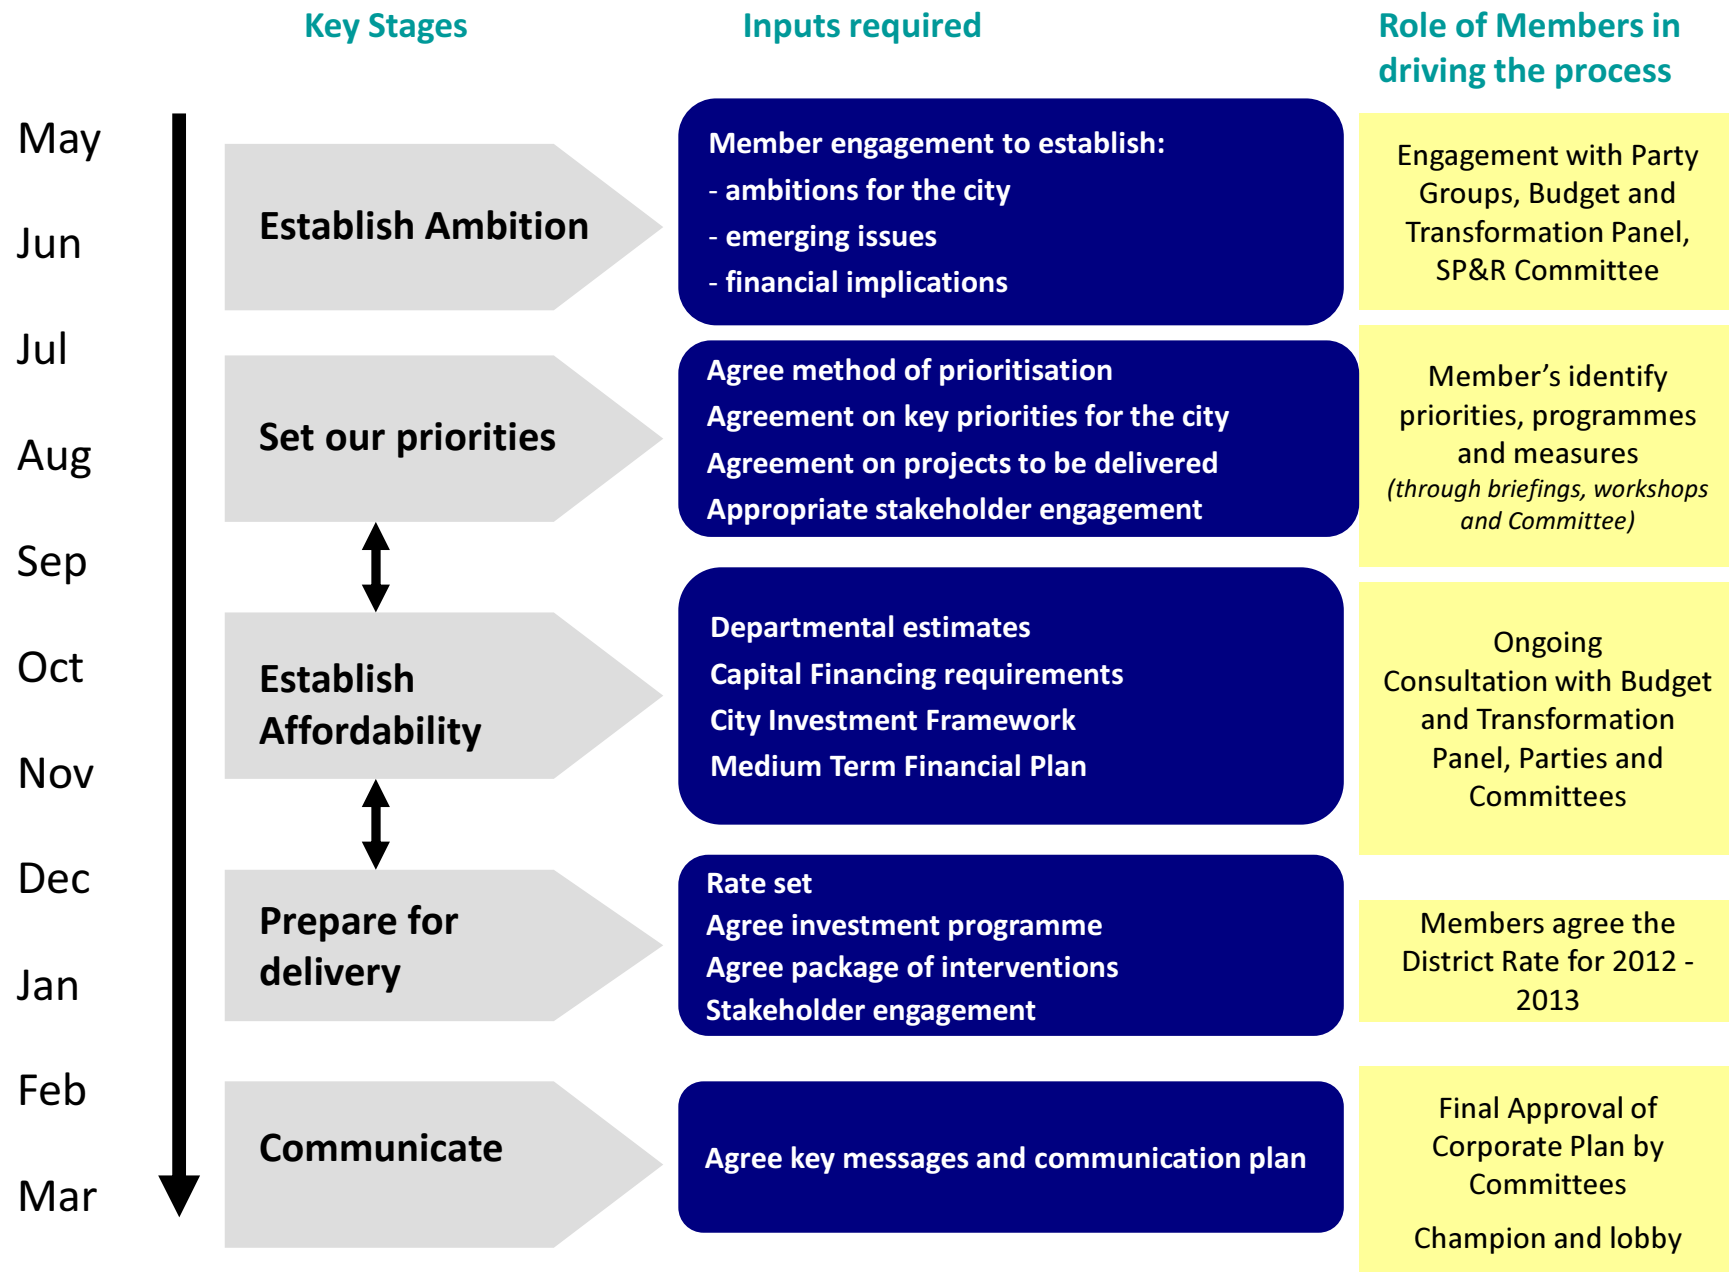 Key Stages
Inputs required
Role of Members in
driving the process
May
Jun
Jul
Aug
Sep
Oct
Nov
Dec
Jan
Feb
Mar
Establish Ambition
Member engagement to establish:
- ambitions for the city
- emerging issues
- financial implications
Engagement with Party
Groups, Budget and
Transformation Panel,
SP&R Committee
Set our priorities
Agree method of prioritisation
Agreement on key priorities for the city
Agreement on projects to be delivered
Appropriate stakeholder engagement
Member’s identify
priorities, programmes
and measures
(through briefings, workshops
and Committee)
Establish
Affordability
Departmental estimates
Capital Financing requirements
City Investment Framework
Medium Term Financial Plan
Ongoing
Consultation with Budget
and Transformation
Panel, Parties and
Committees
Prepare for
delivery
Rate set
Agree investment programme
Agree package of interventions
Stakeholder engagement
Members agree the
District Rate for 2012 -
2013
Communicate
Agree key messages and communication plan
Final Approval of
Corporate Plan by
Committees
Champion and lobby